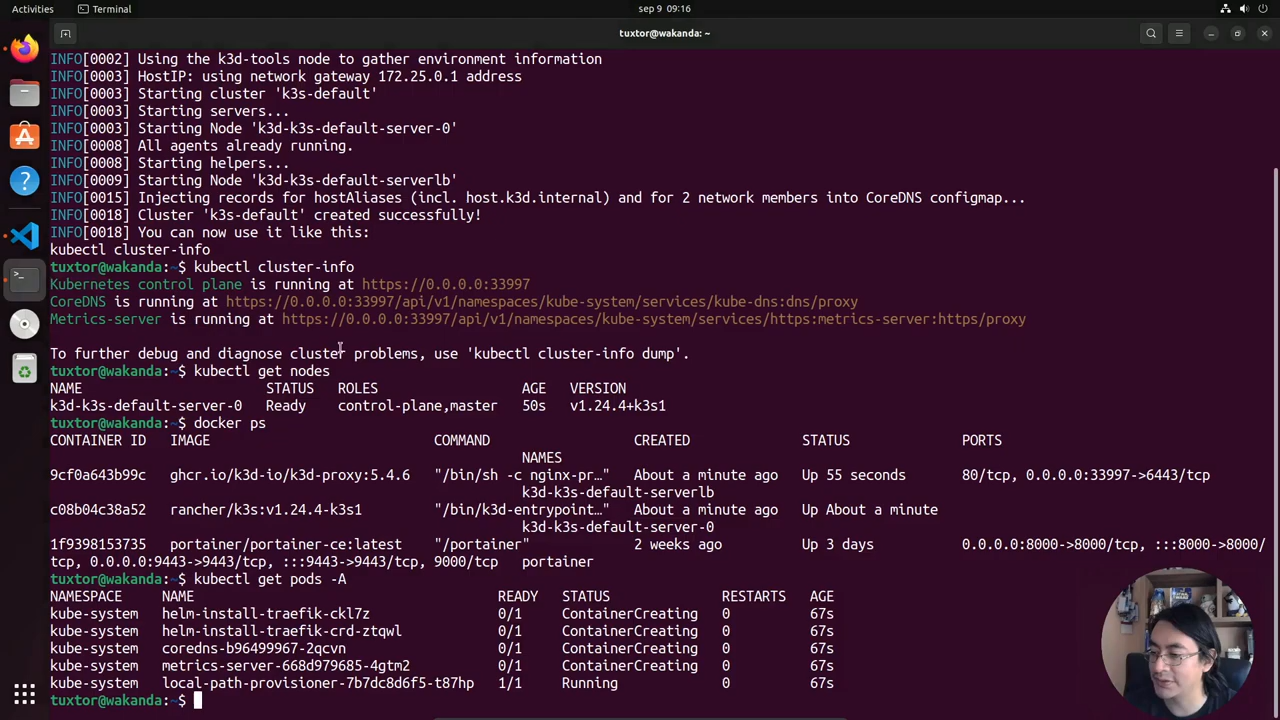 Activities
Terminal
sep 9 09:16
tuxtor@wakanda: ~
INFO[0002] Using the k3d-tools node to gather environment information
INFO[0003] HostIP: using network gateway 172.25.0.1 address
INFO[0003] Starting cluster 'k3s-default'
INFO[0003] Starting servers...
INFO[0003] Starting Node 'k3d-k3s-default-server-0'
INFO[0008] All agents already running.
INFO[0008] Starting helpers...
INFO[0009] Starting Node 'k3d-k3s-default-serverlb'
INFO[0015] Injecting records for hostAliases (incl. host.k3d.internal) and for 2 network members into CoreDNS configmap...
INFO[0018] Cluster 'k3s-default' created successfully!
INFO[0018] You can now use it like this:
kubectl cluster-info
tuxtor@wakanda:~$ kubectl cluster-info
Kubernetes control plane is running at https://0.0.0.0:33997
CoreDNS is running at https://0.0.0.0:33997/api/v1/namespaces/kube-system/services/kube-dns:dns/proxy
Metrics-server is running at https://0.0.0.0:33997/api/v1/namespaces/kube-system/services/https:metrics-server:https/proxy
To further debug and diagnose cluster problems, use 'kubectl cluster-info dump'.
tuxtor@wakanda:~$ kubectl get nodes
NAME STATUS ROLES AGE VERSION
k3d-k3s-default-server-0 Ready control-plane,master 50s v1.24.4+k3s1
tuxtor@wakanda:~$ docker ps
CONTAINER ID IMAGE COMMAND CREATED STATUS PORTS
NAMES
9cf0a643b99c ghcr.io/k3d-io/k3d-proxy:5.4.6 "/bin/sh -c nginx-pr…" About a minute ago Up 55 seconds 80/tcp, 0.0.0.0:33997->6443/tcp
k3d-k3s-default-serverlb
c08b04c38a52 rancher/k3s:v1.24.4-k3s1 "/bin/k3d-entrypoint…" About a minute ago Up About a minute
k3d-k3s-default-server-0
1f9398153735 portainer/portainer-ce:latest "/portainer" 2 weeks ago Up 3 days 0.0.0.0:8000->8000/tcp, :::8000->8000/
tcp, 0.0.0.0:9443->9443/tcp, :::9443->9443/tcp, 9000/tcp portainer
tuxtor@wakanda:~$ kubectl get pods -A
NAMESPACE NAME READY STATUS RESTARTS AGE
kube-system helm-install-traefik-ckl7z 0/1 ContainerCreating 0 67s
kube-system helm-install-traefik-crd-ztqwl 0/1 ContainerCreating 0 67s
kube-system coredns-b96499967-2qcvn 0/1 ContainerCreating 0 67s
kube-system metrics-server-668d979685-4gtm2 0/1 ContainerCreating 0 67s
kube-system local-path-provisioner-7b7dc8d6f5-t87hp 1/1 Running 0 67s
tuxtor@wakanda:~$